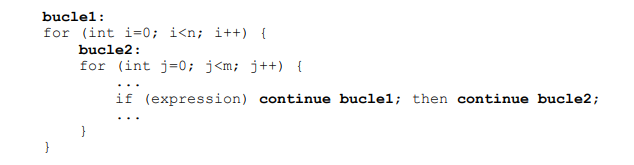 bucle1:
for (int i=0; i<n; i++) {
bucle2:
for (int j=0; j<m; j++) {
...
if (expression) continue bucle1; then continue bucle2;
...
}
}